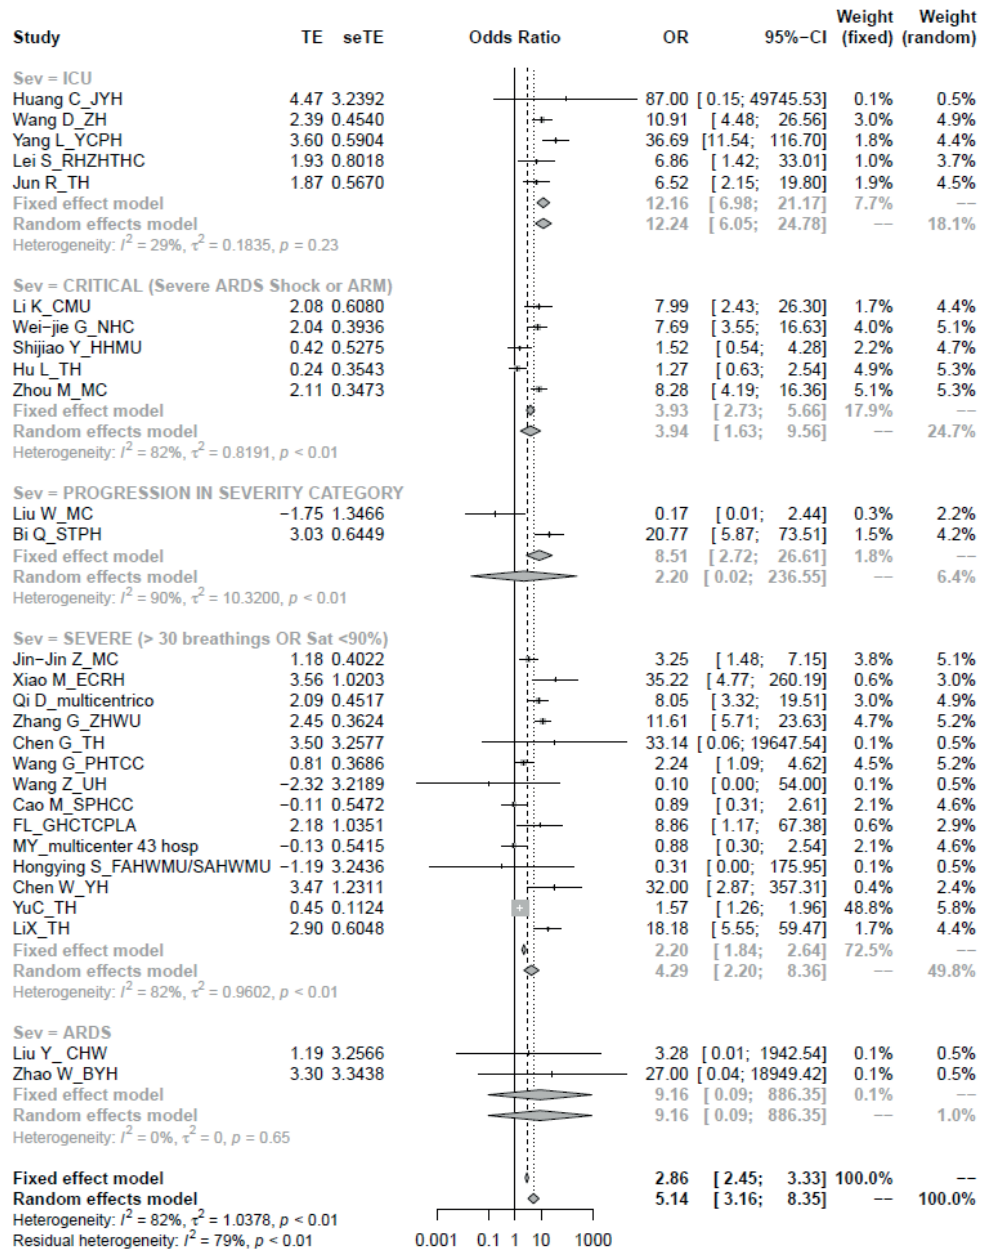 Weight Weight
Study TE seTE Odds Ratio OR 95%−CI (fixed) (random)
Sev = ICU
Huang C_JYH 4.47 3.2392 87.00 [ 0.15; 49745.53] 0.1% 0.5%
Wang D_ZH 2.39 0.4540 10.91 [ 4.48; 26.56] 3.0% 4.9%
Yang L_YCPH 3.60 0.5904 36.69 [11.54; 116.70] 1.8% 4.4%
Lei S_RHZHTHC 1.93 0.8018 6.86 [ 1.42; 33.01] 1.0% 3.7%
Jun R_TH 1.87 0.5670 6.52 [ 2.15; 19.80] 1.9% 4.5%
Fixed effect model 12.16 [ 6.98; 21.17] 7.7% −−
Random effects model 12.24 [ 6.05; 24.78] −− 18.1%
Heterogeneity: I² = 29%, τ² = 0.1835, p = 0.23
Sev = CRITICAL (Severe ARDS Shock or ARM)
Li K_CMU 2.08 0.6080 7.99 [ 2.43; 26.30] 1.7% 4.4%
Wei−jie G_NHC 2.04 0.3936 7.69 [ 3.55; 16.63] 4.0% 5.1%
Shijiao Y_HHMU 0.42 0.5275 1.52 [ 0.54; 4.28] 2.2% 4.7%
Hu L_TH 0.24 0.3543 1.27 [ 0.63; 2.54] 4.9% 5.3%
Zhou M_MC 2.11 0.3473 8.28 [ 4.19; 16.36] 5.1% 5.3%
Fixed effect model 3.93 [ 2.73; 5.66] 17.9% −−
Random effects model 3.94 [ 1.63; 9.56] −− 24.7%
Heterogeneity: I² = 82%, τ² = 0.8191, p < 0.01
Sev = PROGRESSION IN SEVERITY CATEGORY
Liu W_MC −1.75 1.3466 0.17 [ 0.01; 2.44] 0.3% 2.2%
Bi Q_STPH 3.03 0.6449 20.77 [ 5.87; 73.51] 1.5% 4.2%
Fixed effect model 8.51 [ 2.72; 26.61] 1.8% −−
Random effects model 2.20 [ 0.02; 236.55] −− 6.4%
Heterogeneity: I² = 90%, τ² = 10.3200, p < 0.01
Sev = SEVERE (> 30 breathings OR Sat <90%)
Jin−Jin Z_MC 1.18 0.4022 3.25 [ 1.48; 7.15] 3.8% 5.1%
Xiao M_ECRH 3.56 1.0203 35.22 [ 4.77; 260.19] 0.6% 3.0%
Qi D_multicentrico 2.09 0.4517 8.05 [ 3.32; 19.51] 3.0% 4.9%
Zhang G_ZHWU 2.45 0.3624 11.61 [ 5.71; 23.63] 4.7% 5.2%
Chen G_TH 3.50 3.2577 33.14 [ 0.06; 19647.54] 0.1% 0.5%
Wang G_PHTCC 0.81 0.3686 2.24 [ 1.09; 4.62] 4.5% 5.2%
Wang Z_UH −2.32 3.2189 0.10 [ 0.00; 54.00] 0.1% 0.5%
Cao M_SPHCC −0.11 0.5472 0.89 [ 0.31; 2.61] 2.1% 4.6%
FL_GHCTCPLA 2.18 1.0351 8.86 [ 1.17; 67.38] 0.6% 2.9%
MY_multicenter 43 hosp −0.13 0.5415 0.88 [ 0.30; 2.54] 2.1% 4.6%
Hongying S_FAHWMU/SAHWMU −1.19 3.2436 0.31 [ 0.00; 175.95] 0.1% 0.5%
Chen W_YH 3.47 1.2311 32.00 [ 2.87; 357.31] 0.4% 2.4%
YuC_TH 0.45 0.1124 1.57 [ 1.26; 1.96] 48.8% 5.8%
LiX_TH 2.90 0.6048 18.18 [ 5.55; 59.47] 1.7% 4.4%
Fixed effect model 2.20 [ 1.84; 2.64] 72.5% −−
Random effects model 4.29 [ 2.20; 8.36] −− 49.8%
Heterogeneity: I² = 82%, τ² = 0.9602, p < 0.01
Sev = ARDS
Liu Y_ CHW 1.19 3.2566 3.28 [ 0.01; 1942.54] 0.1% 0.5%
Zhao W_BYH 3.30 3.3438 27.00 [ 0.04; 18949.42] 0.1% 0.5%
Fixed effect model 9.16 [ 0.09; 886.35] 0.1% −−
Random effects model 9.16 [ 0.09; 886.35] −− 1.0%
Heterogeneity: I² = 0%, τ² = 0, p = 0.65
Fixed effect model 2.86 [ 2.45; 3.33] 100.0% −−
Random effects model 5.14 [ 3.16; 8.35] −− 100.0%
Heterogeneity: I² = 82%, τ² = 1.0378, p < 0.01
Residual heterogeneity: I² = 79%, p < 0.01
0.001 0.1 1 10 1000